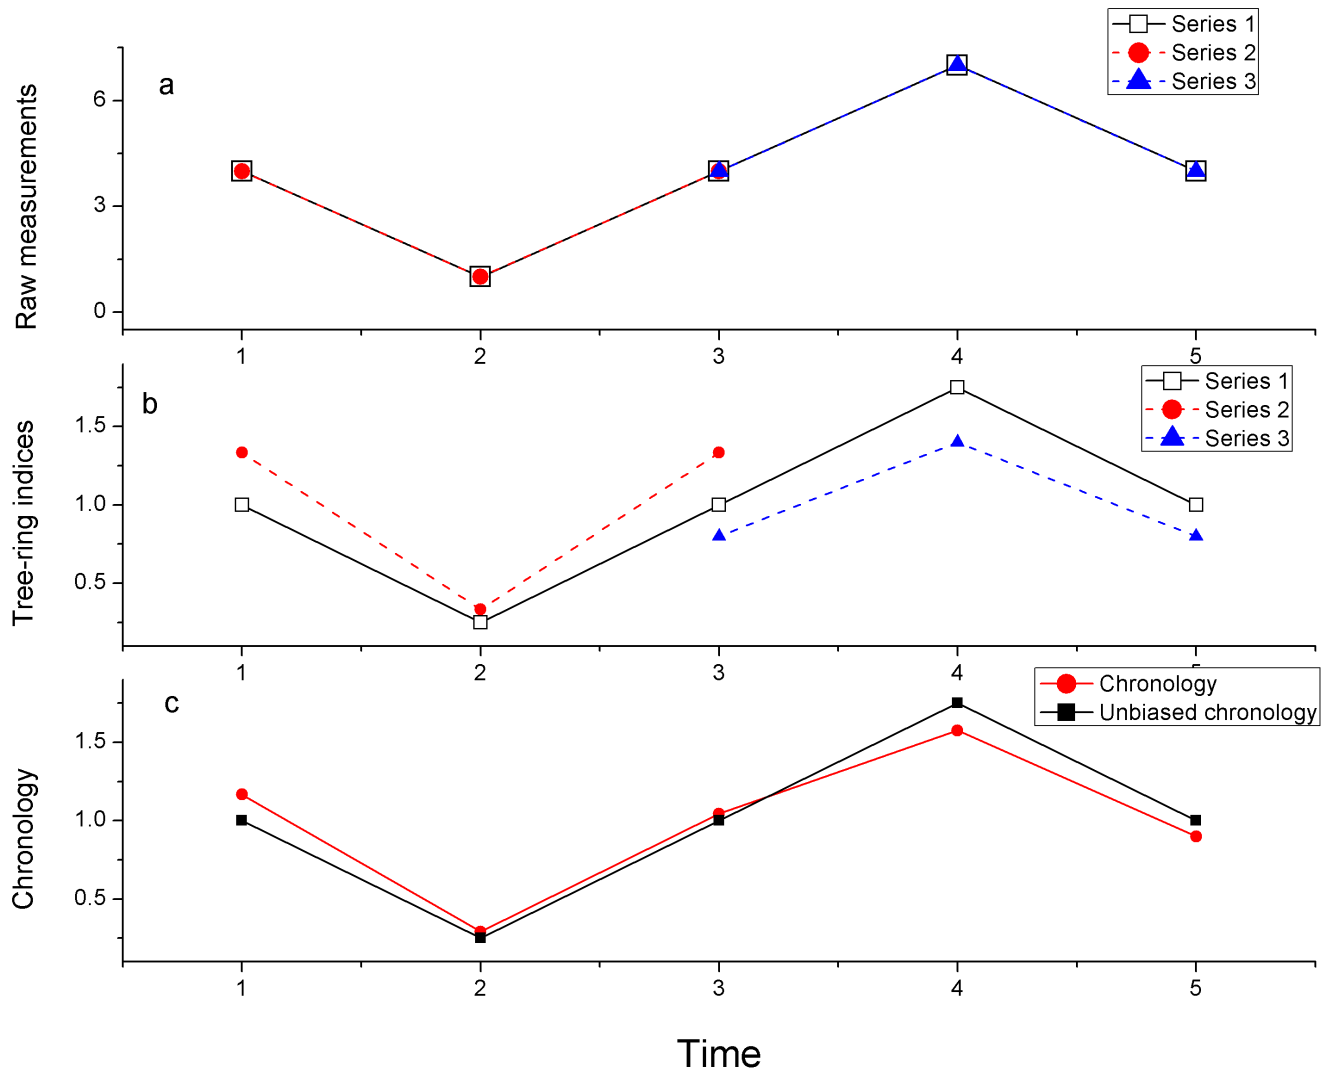 Series 1
Series 2
Series 3
a
Raw measurements
6
3
0
1 2 3 4 5
Series 1
Series 2
Series 3
b
Tree-ring indices
1.5
1.0
0.5
1 2 3 4 5
Chronology
Unbiased chronology
c
Chronology
1.5
1.0
0.5
1 2 3 4 5
Time